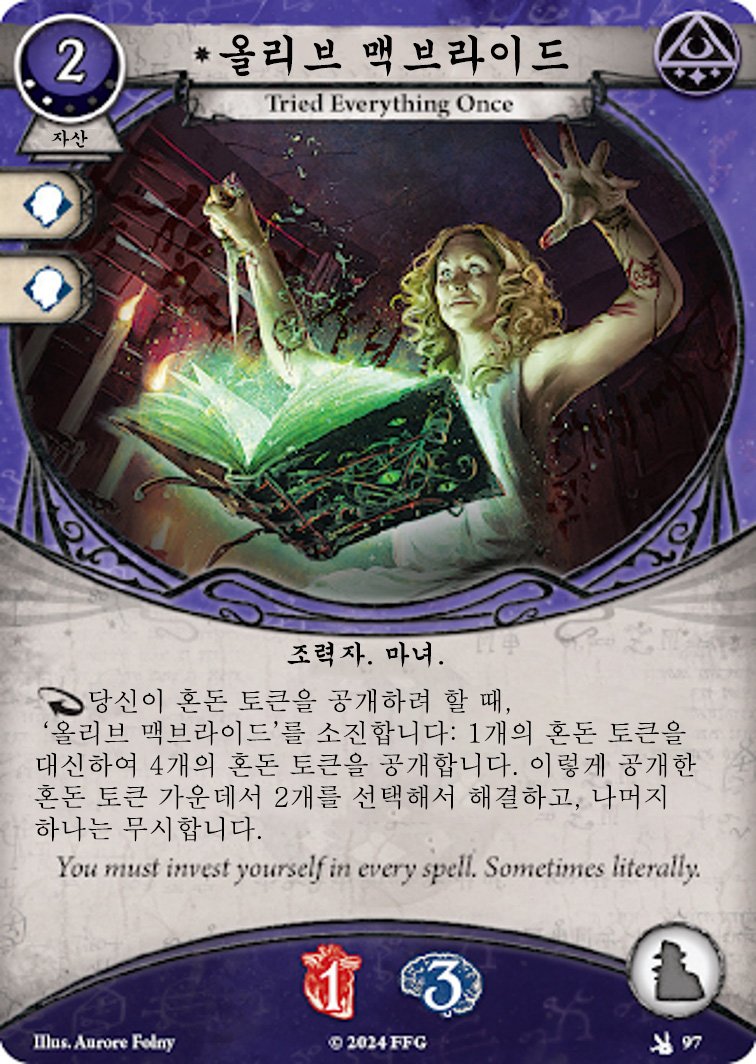 2
올리브 맥브라이드
Tried Everything Once
자산
조력자. 마녀.
당신이 혼돈 토큰을 공개하려 할 때,
‘올리브 맥브라이드’를 소진합니다: 1개의 혼돈 토큰을
대신하여 4개의 혼돈 토큰을 공개합니다. 이렇게 공개한
혼돈 토큰 가운데서 2개를 선택해서 해결하고, 나머지
하나는 무시합니다.
You must invest yourself in every spell. Sometimes literally.
1 3
Illus. Aurore Folny © 2024 FFG 97